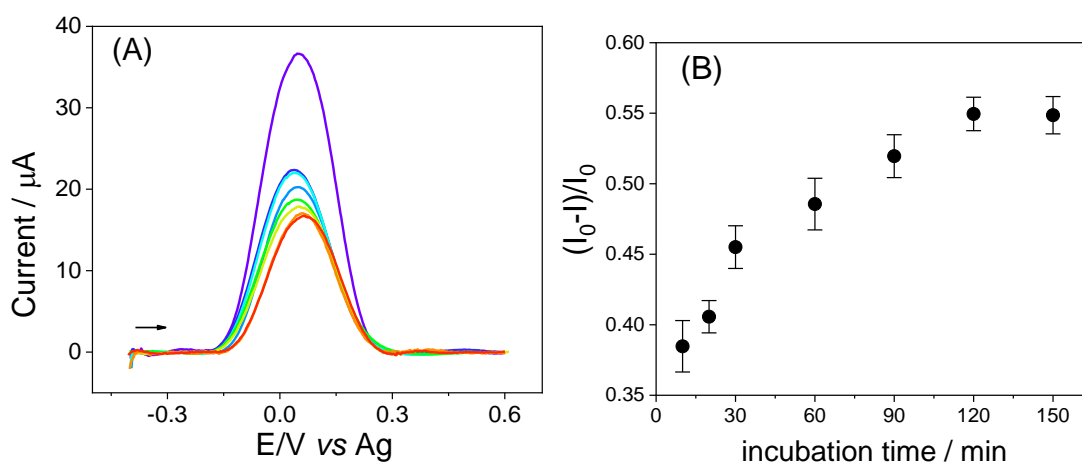 (A)
40
30
20
10
0
Current / μA
-0.3 0.0 0.3 0.6
E/V vs Ag
(B)
0.60
0.55
0.50
0.45
0.40
0.35
(I₀-I)/I₀
0 30 60 90 120 150
incubation time / min